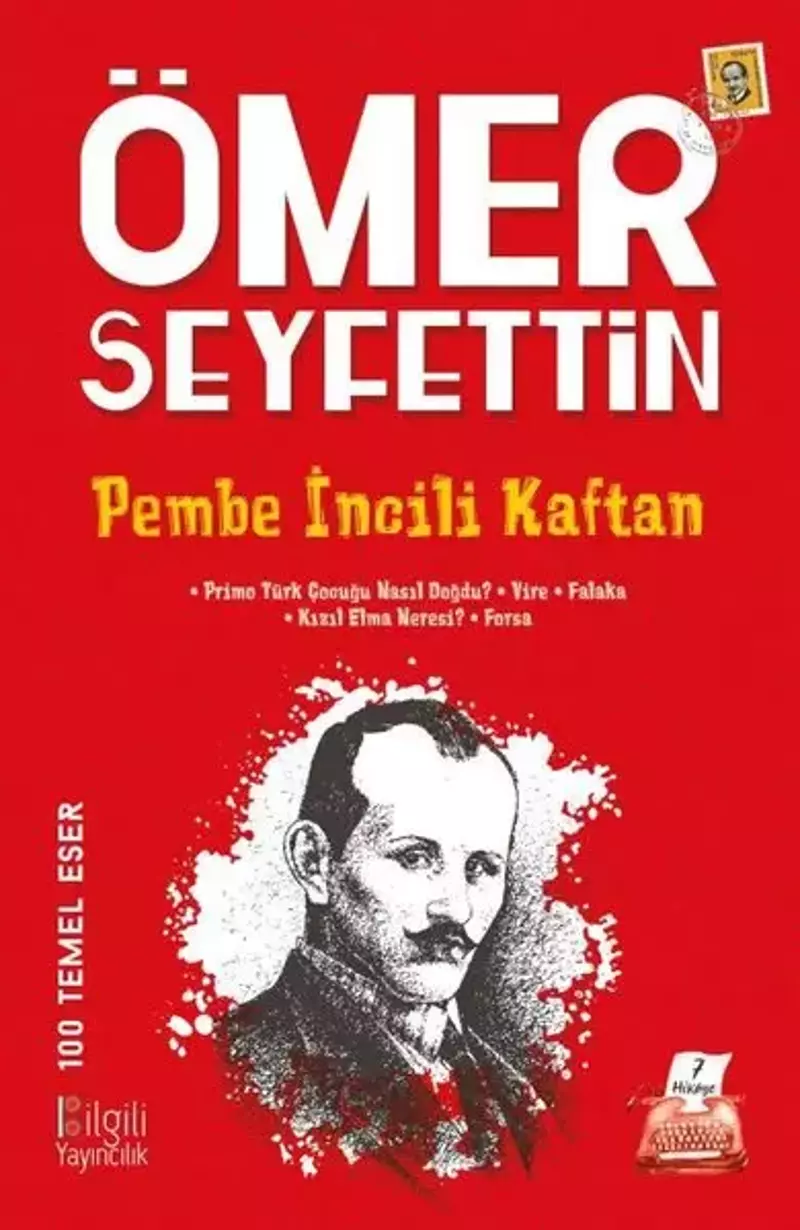 ÖMER
SEYFETTİN
Pembe İncili Kaftan
• Primo Türk Çocuğu Nasıl Doğdu? • Vire • Falaka
• Kızıl Elma Neresi? • Forsa
100 TEMEL ESER
Bilgili
Yayıncılık
7
Hikâye